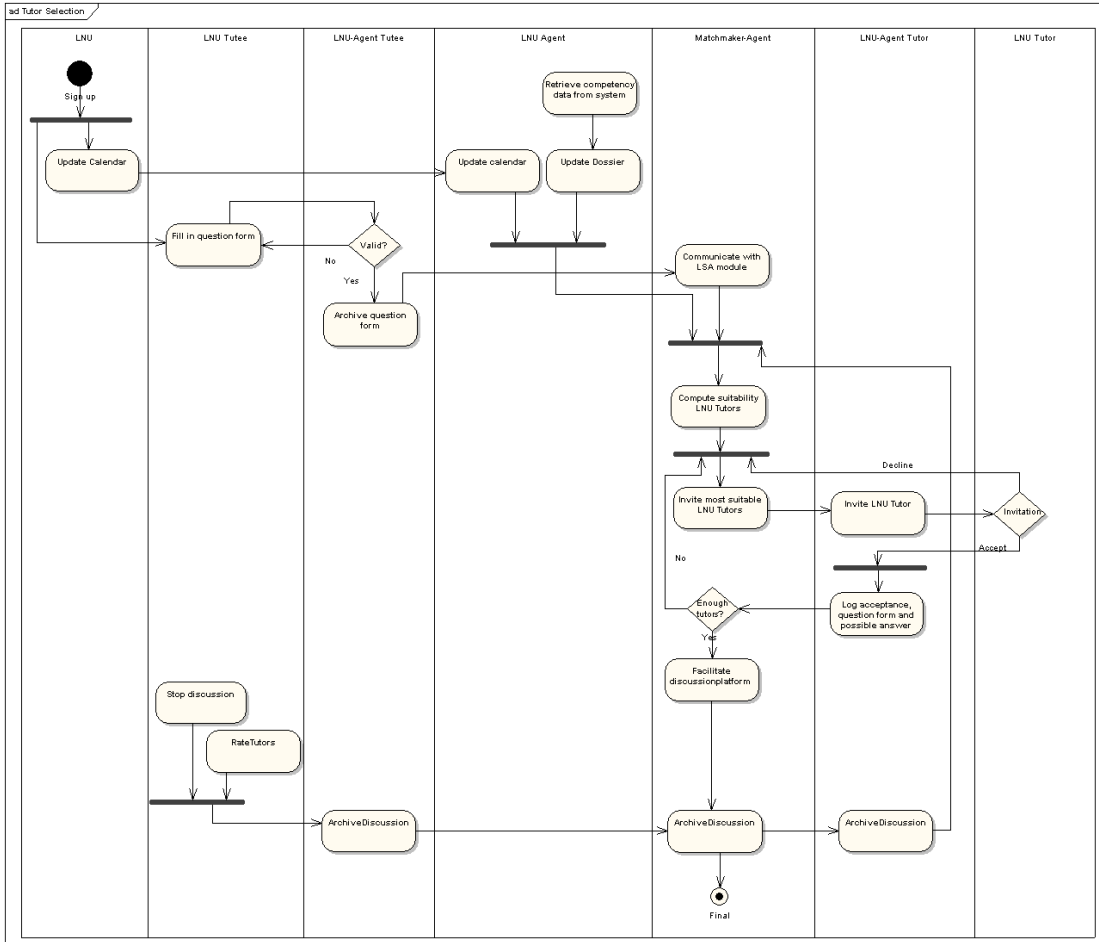 ad Tutor Selection
LNU
LNU Tutee
LNU-Agent Tutee
LNU Agent
Matchmaker-Agent
LNU-Agent Tutor
LNU Tutor
Sign up
Retrieve competency
data from system
Update Calendar
Update calendar
Update Dossier
Fill in question form
Valid?
No
Yes
Communicate with
LSA module
Archive question
form
Compute suitability
LNU Tutors
Decline
Invite most suitable
LNU Tutors
Invite LNU Tutor
Invitation
Accept
No
Enough
tutors?
Yes
Log acceptance,
question form and
possible answer
Facilitate
discussionplatform
Stop discussion
RateTutors
ArchiveDiscussion
ArchiveDiscussion
ArchiveDiscussion
Final